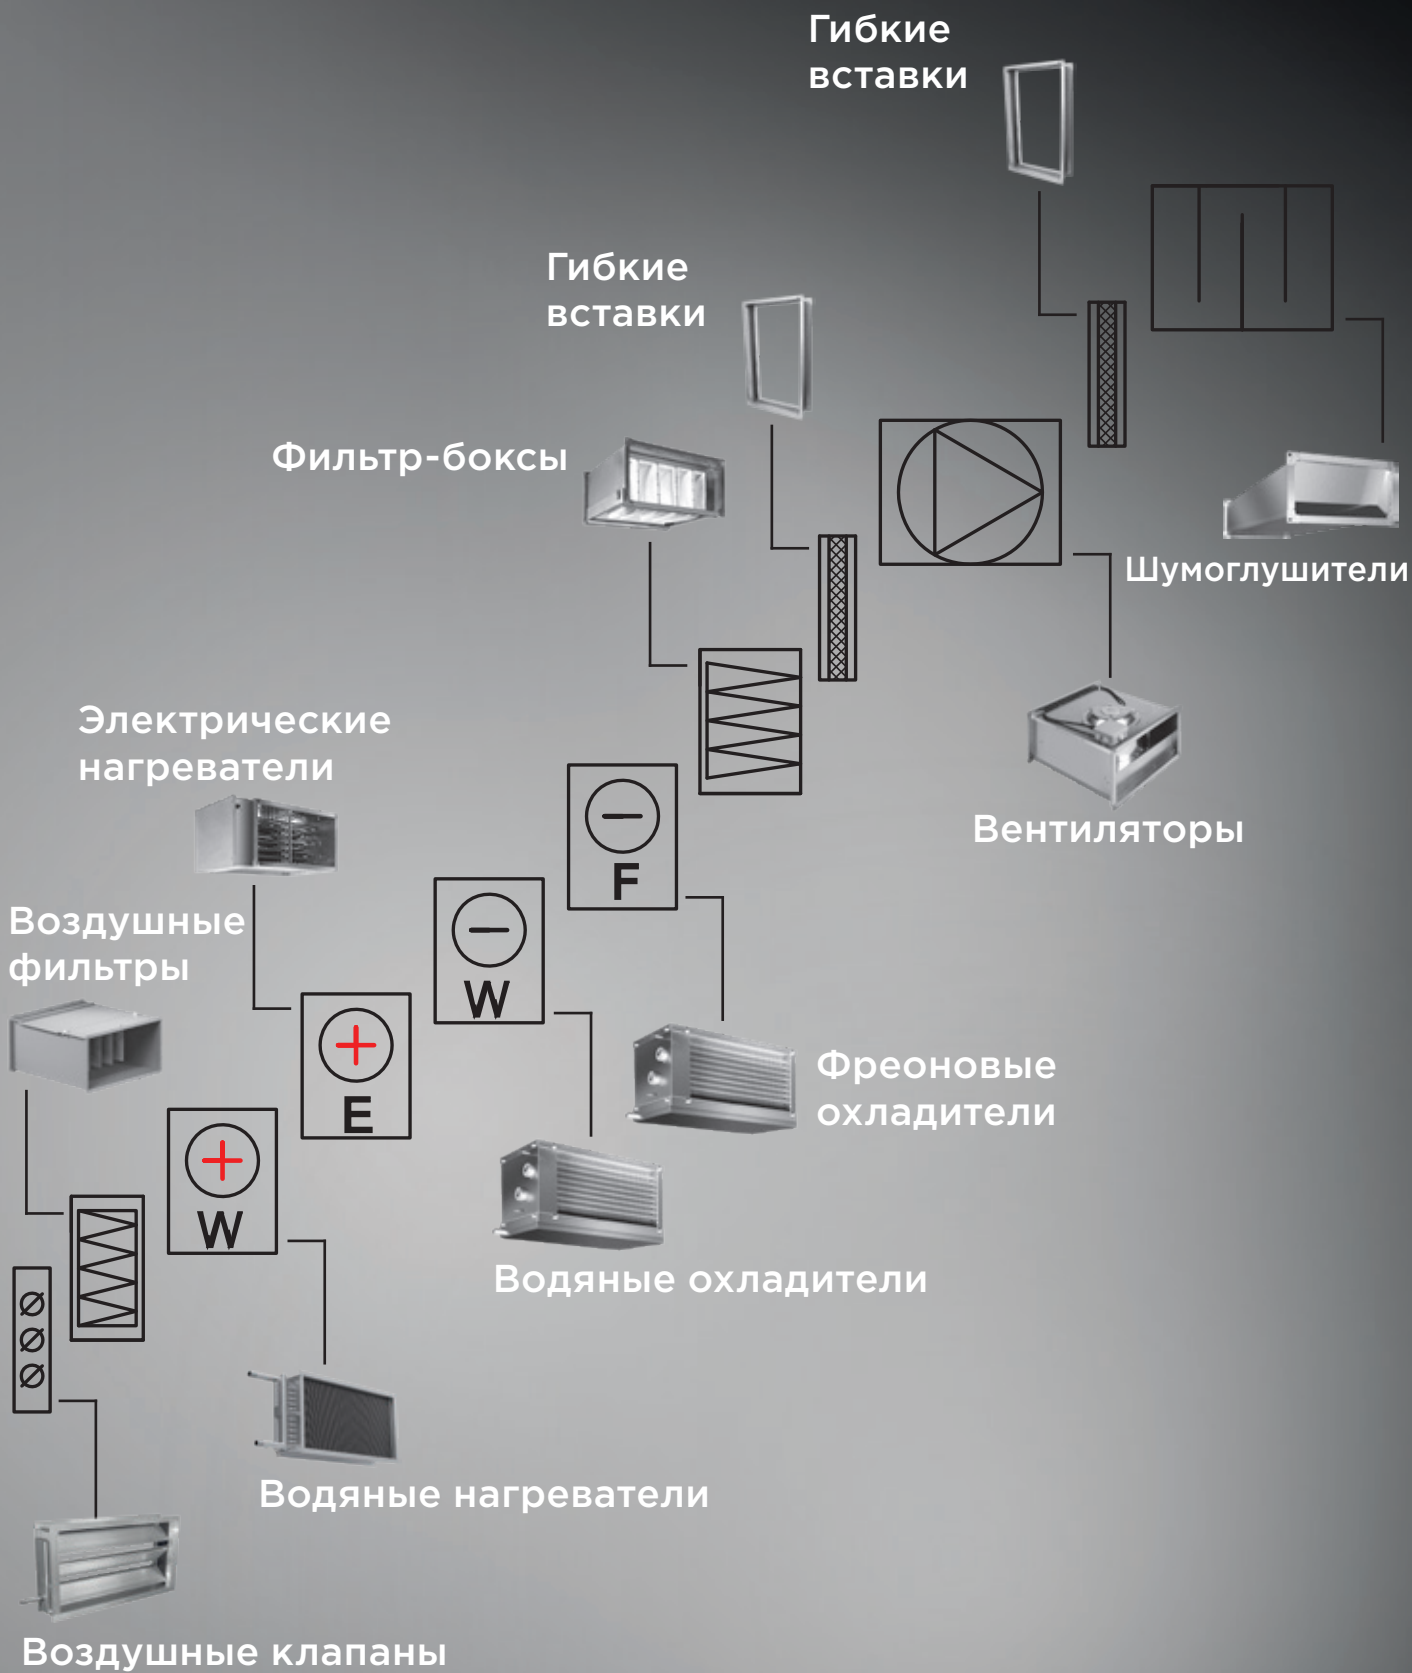 Гибкие
вставки
Гибкие
вставки
Фильтр-боксы
Шумоглушители
Электрические
нагреватели
Вентиляторы
F
Воздушные
фильтры
W
E
Фреоновые
охладители
W
Водяные охладители
Водяные нагреватели
Воздушные клапаны